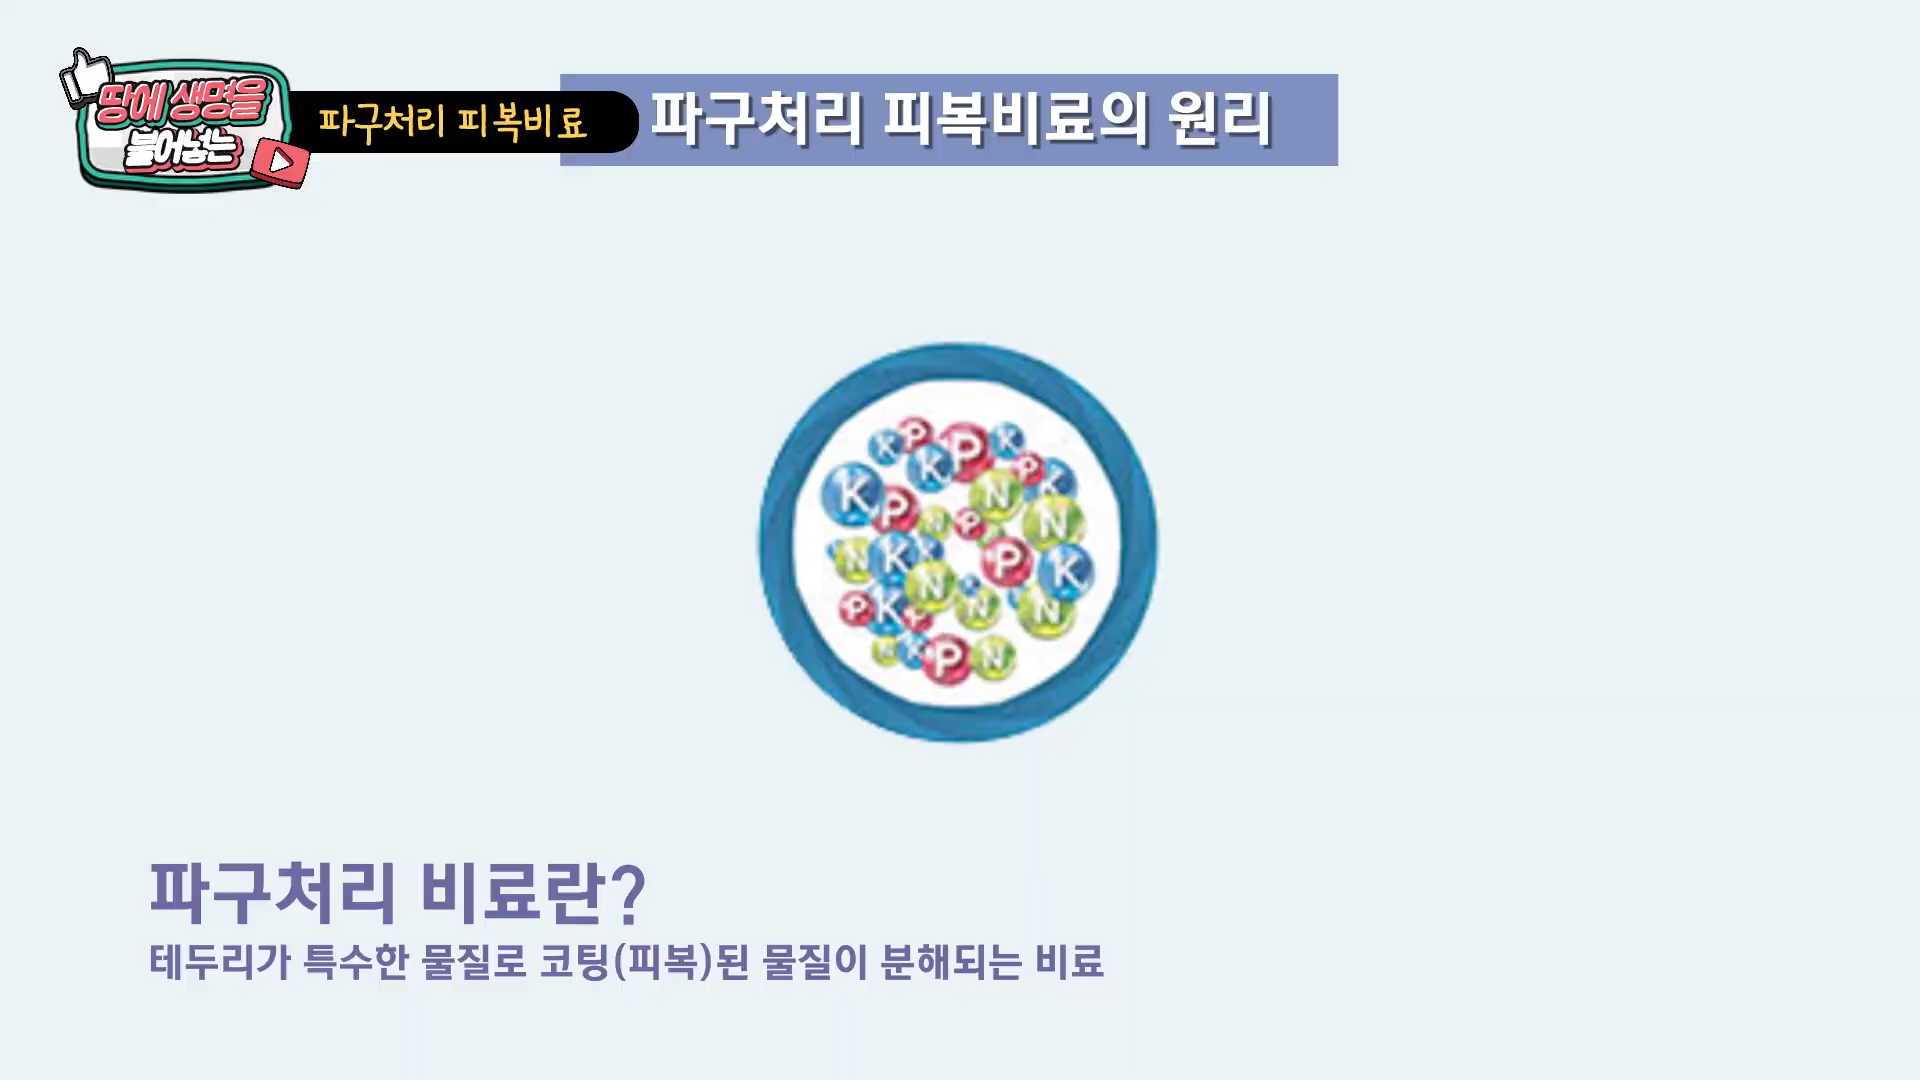 땅에 생명을
불어넣는
파구처리 피복비료
파구처리 피복비료의 원리
K P K P K
K P N P K
K P N P N
N K K P K
N N N
P K P N
N K P N
파구처리 비료란?
테두리가 특수한 물질로 코팅(피복)된 물질이 분해되는 비료